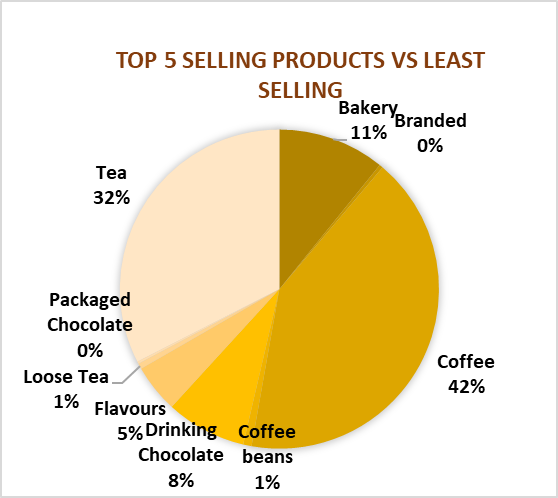 TOP 5 SELLING PRODUCTS VS LEAST
SELLING
Bakery
11%
Branded
0%
Coffee
42%
Coffee
beans
1%
Drinking
Chocolate
8%
Flavours
5%
Loose Tea
1%
Packaged
Chocolate
0%
Tea
32%